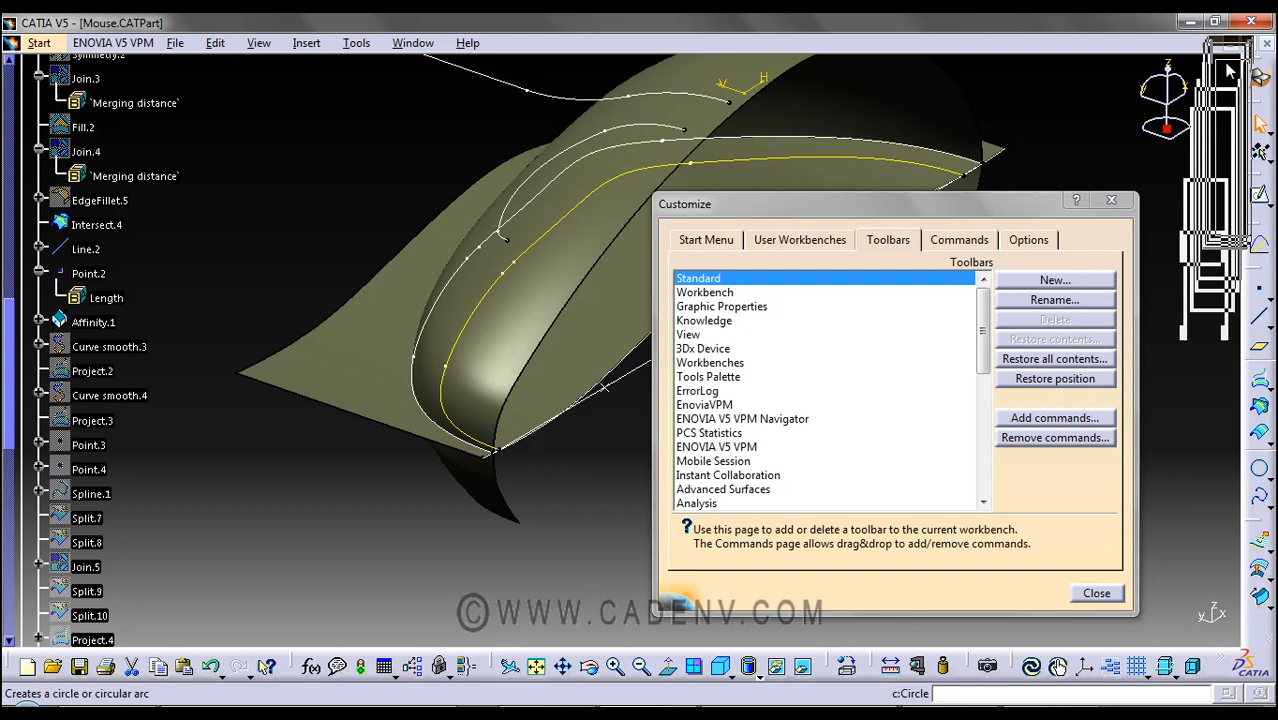 CATIA V5 - [Mouse.CATPart]
Start ENOVIA V5 VPM File Edit View Insert Tools Window Help
Symmetry.2
Join.3
`Merging distance`
Fill.2
Join.4
`Merging distance`
EdgeFillet.5
Intersect.4
Line.2
Point.2
Length
Affinity.1
Curve smooth.3
Project.2
Curve smooth.4
Project.3
Point.3
Point.4
Spline.1
Split.7
Split.8
Join.5
Split.9
Split.10
Project.4
V H
z
y
Customize
Start Menu User Workbenches Toolbars Commands Options
Toolbars
Standard
Workbench
Graphic Properties
Knowledge
View
3Dx Device
Workbenches
Tools Palette
ErrorLog
EnoviaVPM
ENOVIA V5 VPM Navigator
PCS Statistics
ENOVIA V5 VPM
Mobile Session
Instant Collaboration
Advanced Surfaces
Analysis
New...
Rename...
Delete
Restore contents...
Restore all contents...
Restore position
Add commands...
Remove commands...
Use this page to add or delete a toolbar to the current workbench.
The Commands page allows drag&drop to add/remove commands.
Close
©WWW.CADENV.COM
z
y x
f(x)
CATIA
Creates a circle or circular arc
c:Circle